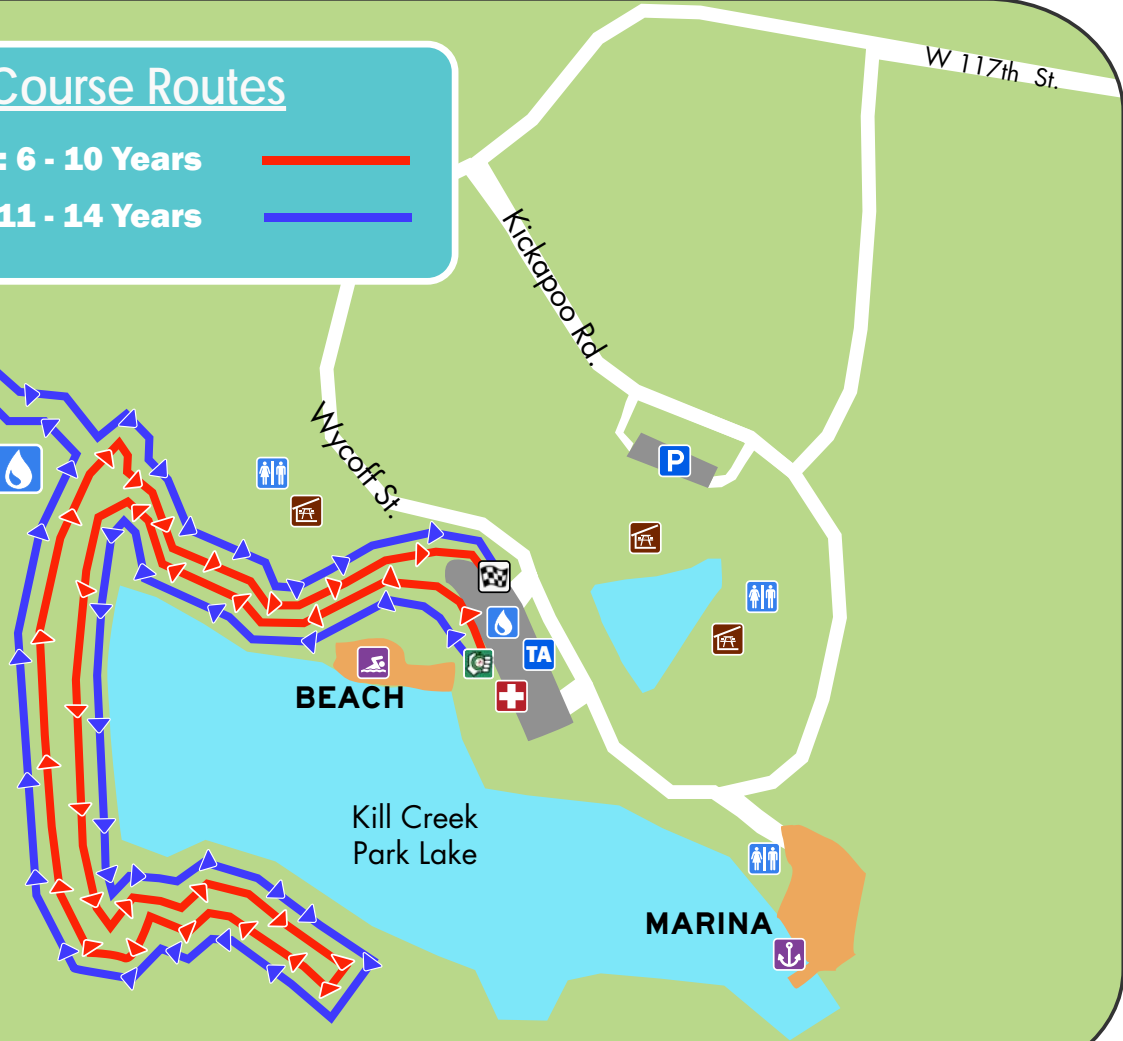 Course Routes
: 6 - 10 Years
11 - 14 Years
W 117th St.
Kickapoo Rd.
Wycoff St.
P
TA
BEACH
Kill Creek
Park Lake
MARINA